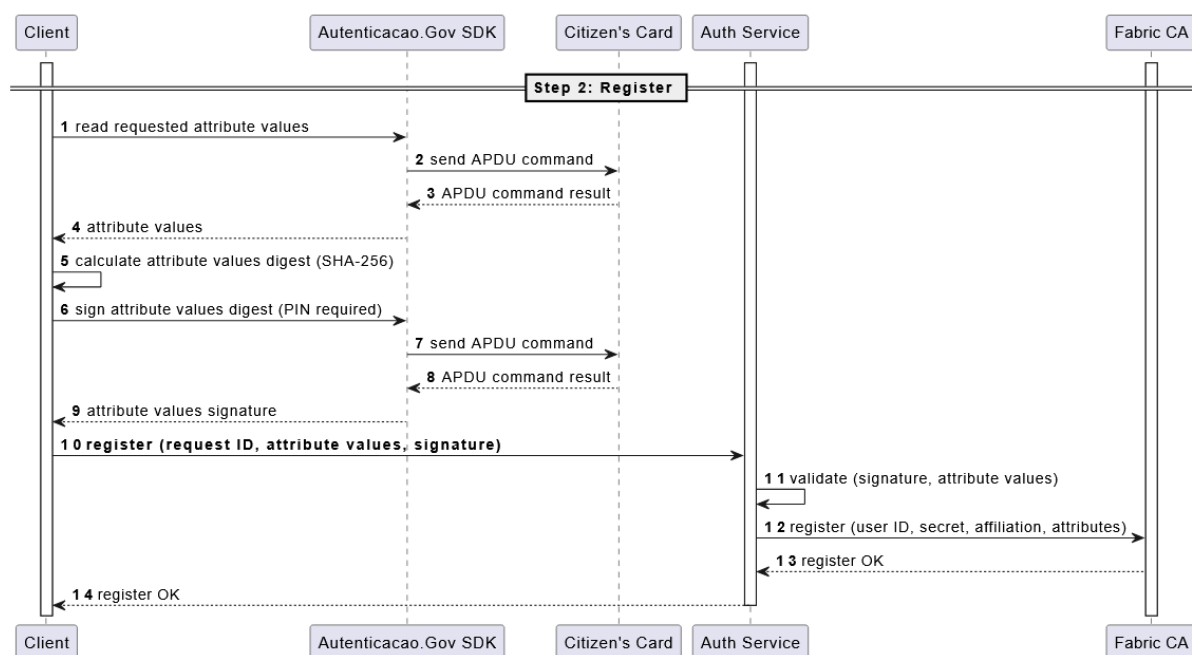 Client Autenticacao.Gov SDK Citizen's Card Auth Service Fabric CA
Step 2: Register
1 read requested attribute values
2 send APDU command
3 APDU command result
4 attribute values
5 calculate attribute values digest (SHA-256)
6 sign attribute values digest (PIN required)
7 send APDU command
8 APDU command result
9 attribute values signature
10 register (request ID, attribute values, signature)
11 validate (signature, attribute values)
12 register (user ID, secret, affiliation, attributes)
13 register OK
14 register OK
Client Autenticacao.Gov SDK Citizen's Card Auth Service Fabric CA